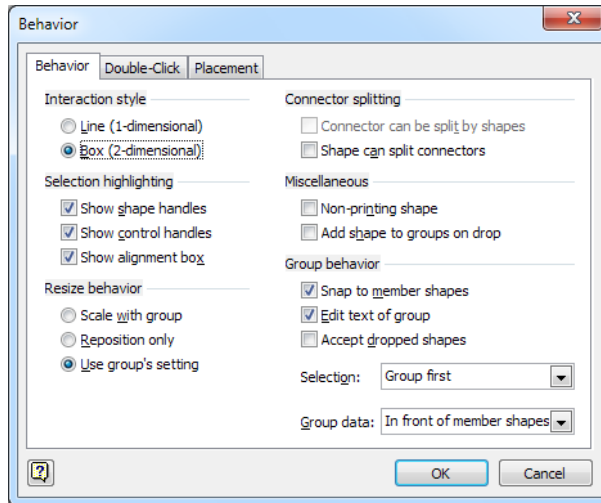 Behavior
Behavior Double-Click Placement
Interaction style
Line (1-dimensional)
Box (2-dimensional)
Selection highlighting
Show shape handles
Show control handles
Show alignment box
Resize behavior
Scale with group
Reposition only
Use group's setting
Connector splitting
Connector can be split by shapes
Shape can split connectors
Miscellaneous
Non-printing shape
Add shape to groups on drop
Group behavior
Snap to member shapes
Edit text of group
Accept dropped shapes
Selection: Group first
Group data: In front of member shapes
? OK Cancel